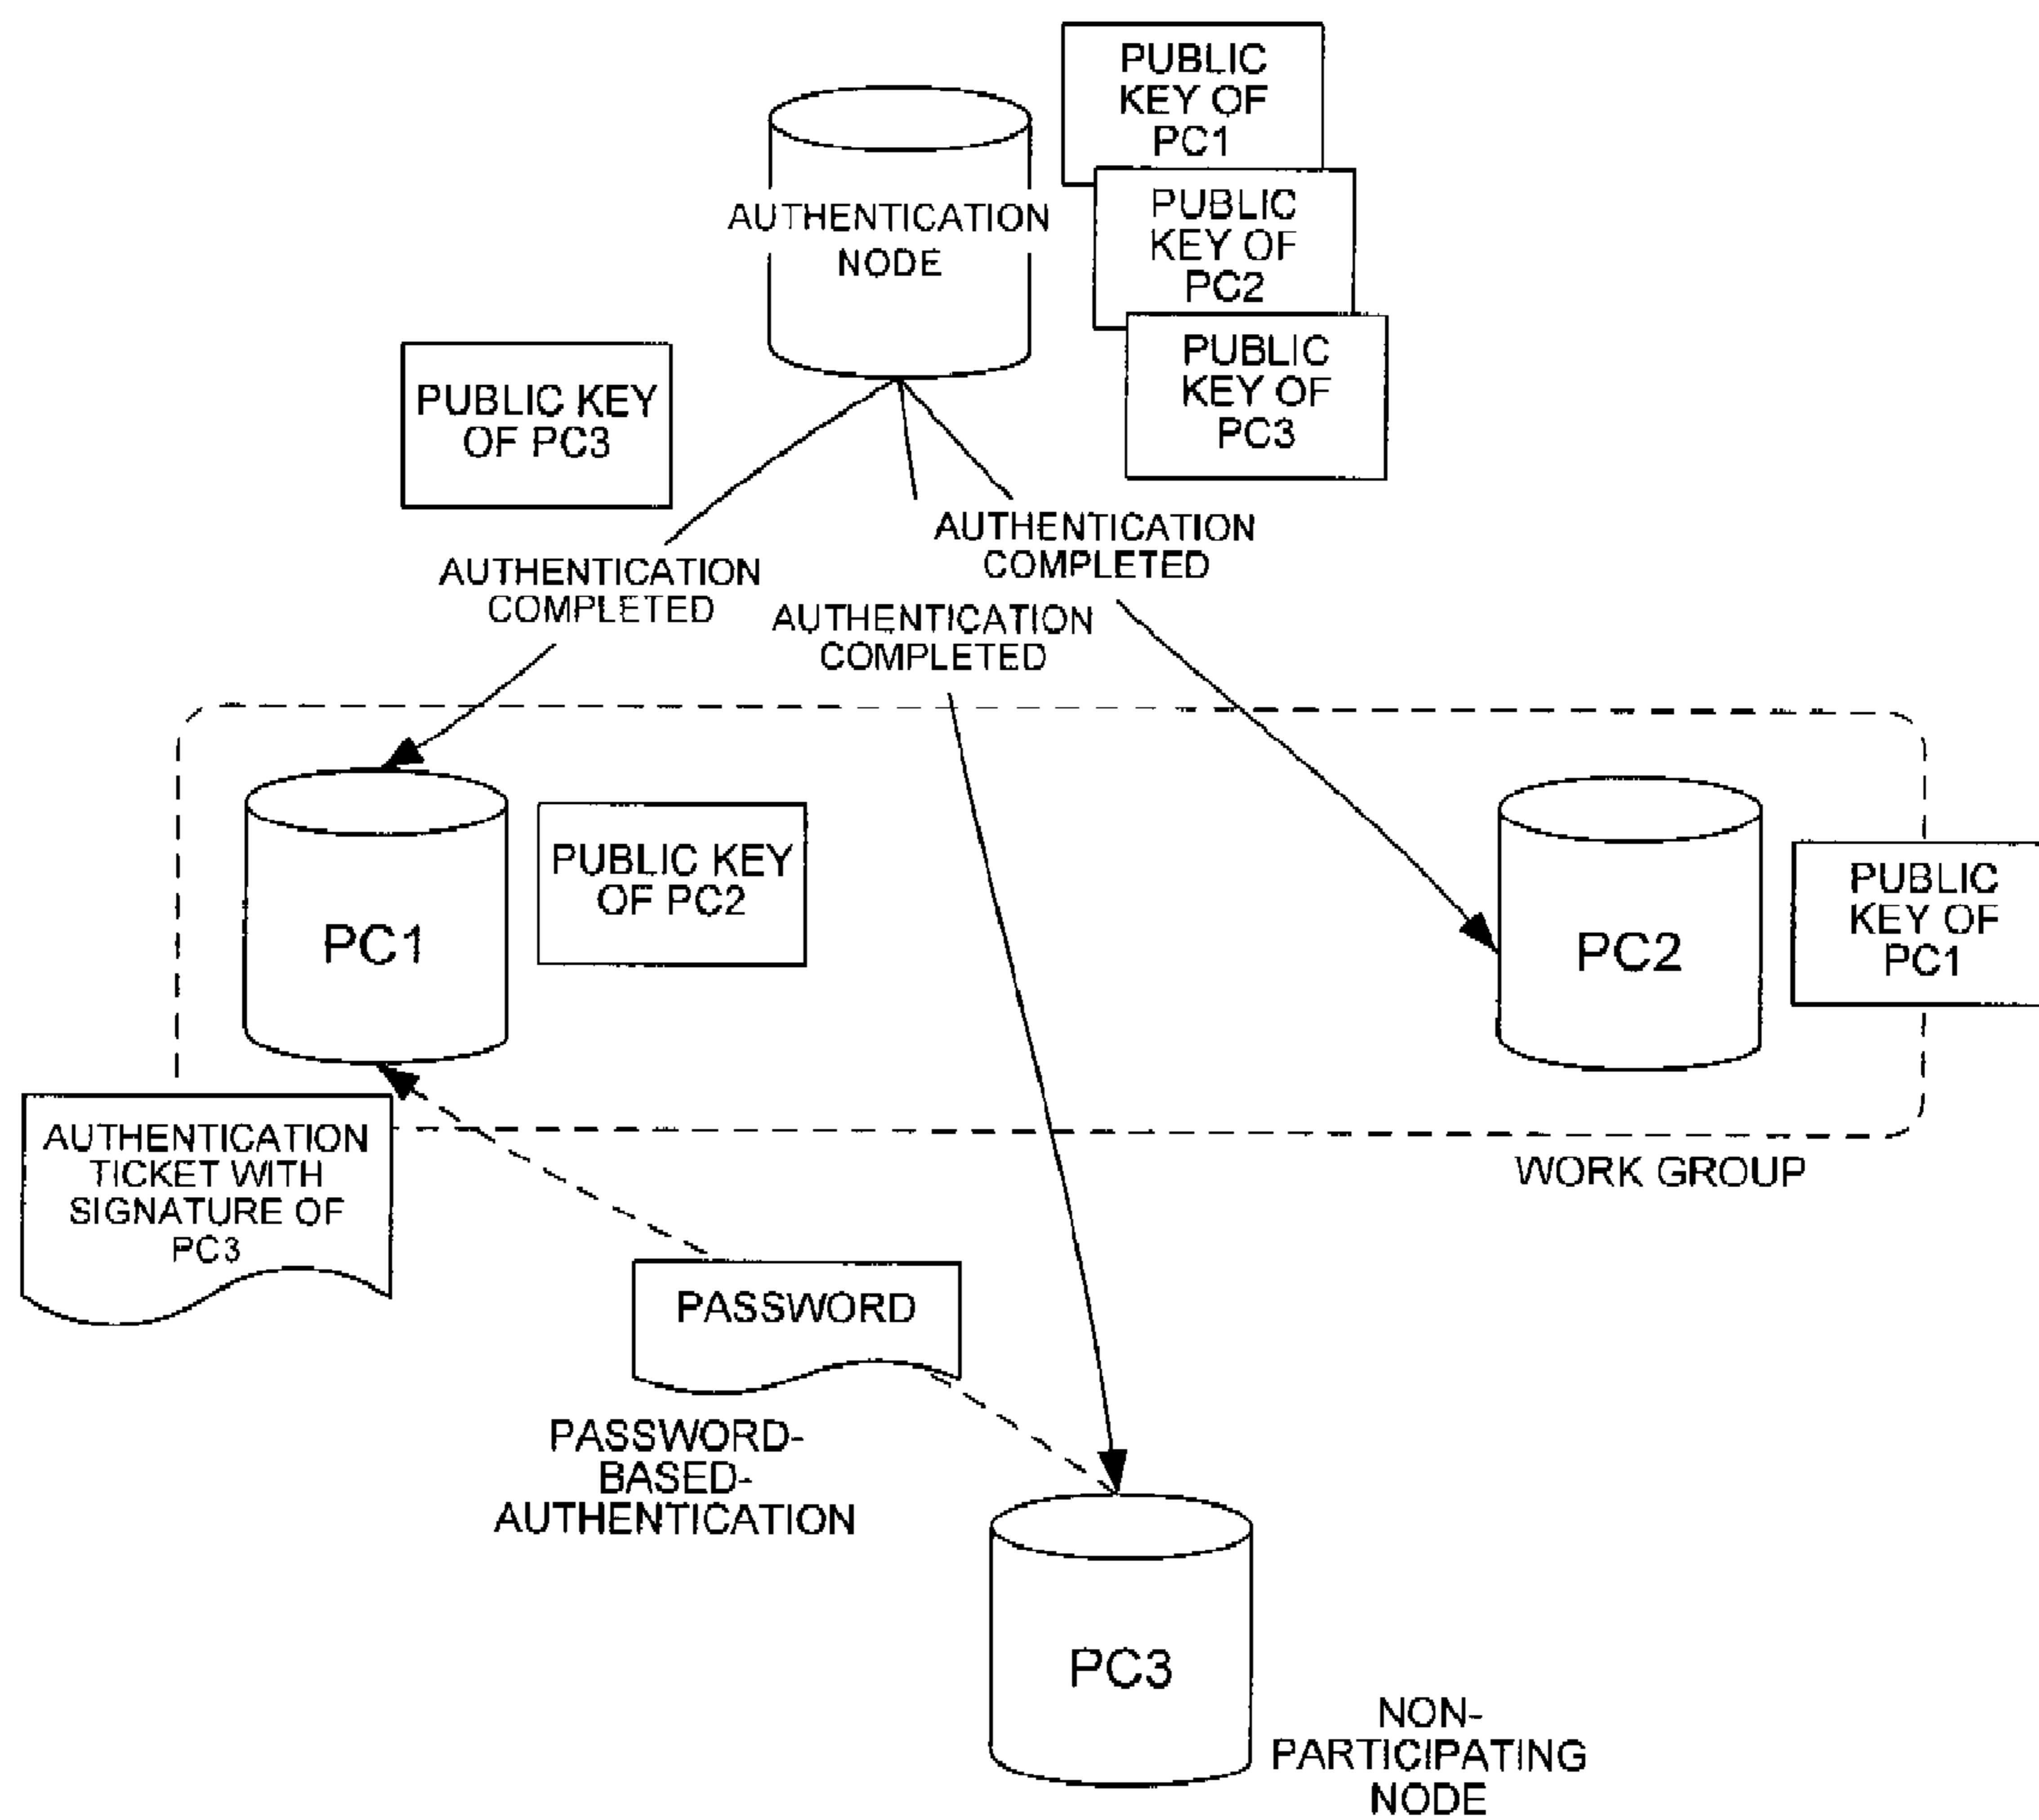 PUBLIC
KEY OF
PC1
AUTHENTICATION
NODE
PUBLIC
KEY OF
PC2
PUBLIC
KEY OF
PC3
PUBLIC KEY
OF PC3
AUTHENTICATION
COMPLETED
AUTHENTICATION
COMPLETED
AUTHENTICATION
COMPLETED
PC1
PUBLIC KEY
OF PC2
PC2
PUBLIC
KEY OF
PC1
AUTHENTICATION
TICKET WITH
SIGNATURE OF
PC3
WORK GROUP
PASSWORD
PASSWORD-
BASED-
AUTHENTICATION
PC3
NON-
PARTICIPATING
NODE